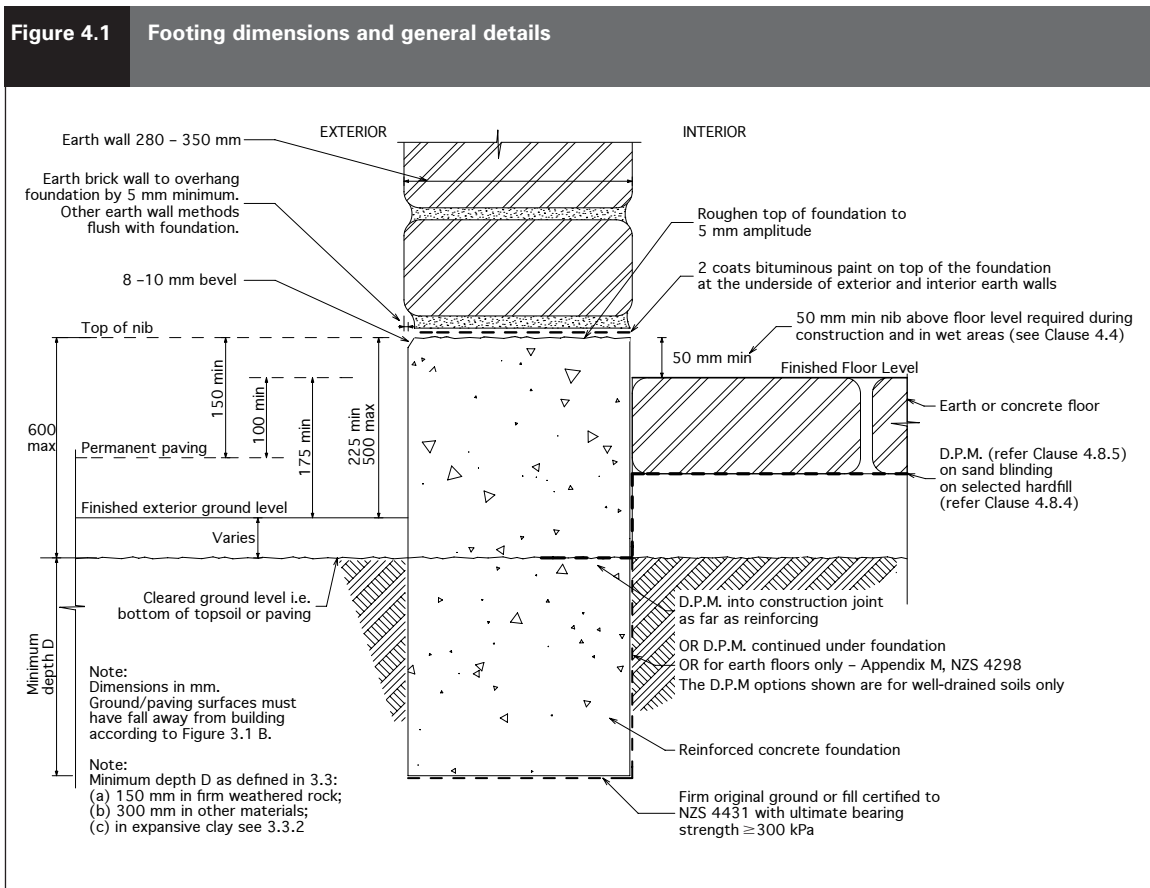 Figure 4.1 Footing dimensions and general details
EXTERIOR
INTERIOR
Earth wall 280 – 350 mm
Earth brick wall to overhang
foundation by 5 mm minimum.
Other earth wall methods
flush with foundation.
8 –10 mm bevel
Top of nib
Roughen top of foundation to
5 mm amplitude
2 coats bituminous paint on top of the foundation
at the underside of exterior and interior earth walls
50 mm min nib above floor level required during
construction and in wet areas (see Clause 4.4)
50 mm min
Finished Floor Level
600
max
150 min
100 min
175 min
225 min
500 max
Permanent paving
Finished exterior ground level
Varies
Earth or concrete floor
D.P.M. (refer Clause 4.8.5)
on sand blinding
on selected hardfill
(refer Clause 4.8.4)
Cleared ground level i.e.
bottom of topsoil or paving
D.P.M. into construction joint
as far as reinforcing
OR D.P.M. continued under foundation
OR for earth floors only – Appendix M, NZS 4298
The D.P.M options shown are for well-drained soils only
Minimum
depth D
Note:
Dimensions in mm.
Ground/paving surfaces must
have fall away from building
according to Figure 3.1 B.
Note:
Minimum depth D as defined in 3.3:
(a) 150 mm in firm weathered rock;
(b) 300 mm in other materials;
(c) in expansive clay see 3.3.2
Reinforced concrete foundation
Firm original ground or fill certified to
NZS 4431 with ultimate bearing
strength ≥300 kPa